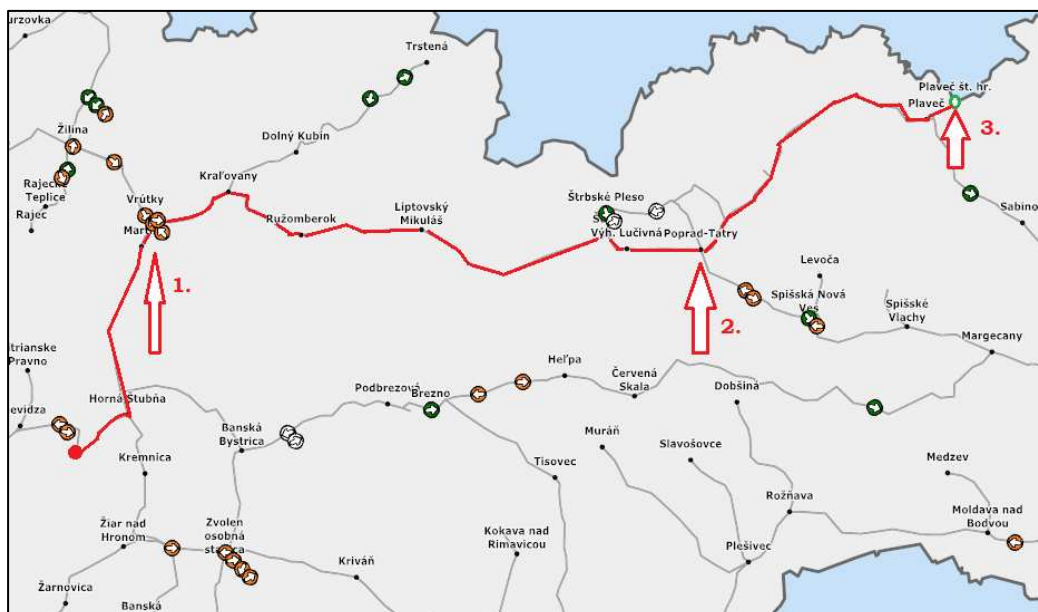 urzovka
Trstená
Plaveč št. hr.
Plaveč
3.
Žilina
Dolný Kubín
Rajecké
Teplice
Rajec
Kraľovany
Vrútky
Ružomberok
Liptovský
Mikuláš
Štrbské Pleso
Výh. Lučivná
Poprad-Tatry
Sabino
Levoča
1.
Spišská Nová
Ves
Spišské
Vlachy
2.
Margecany
trianske
Pravno
Horná Štubňa
evidza
Podbrezová
Brezno
Heľpa
Červená
Skala
Dobšiná
Banská
Bystrica
Kremnica
Muráň
Slavošovce
Tisovec
Medzev
Rožňava
Moldava nad
Bodvou
Žiar nad
Hronom
Zvolen
osobná
Kokava nad
Rimavicou
Kriváň
Plešivec
Žarnovica
Banská